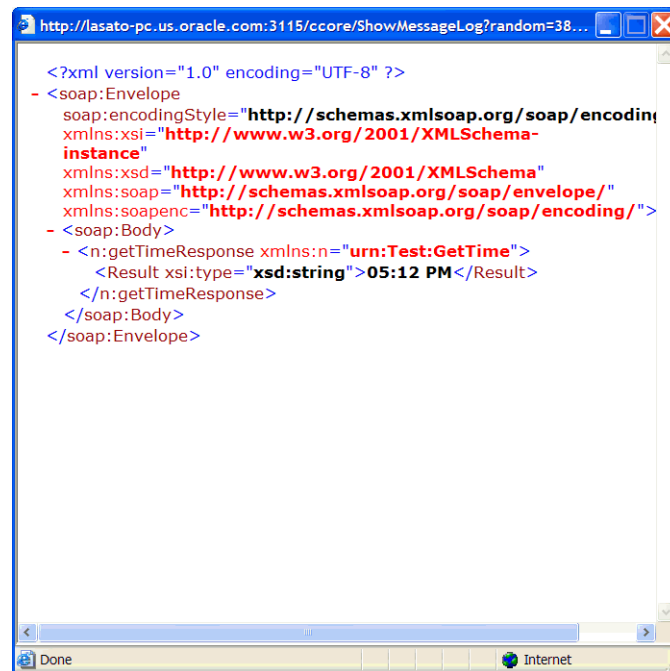 http://lasato-pc.us.oracle.com:3115/ccore/ShowMessageLog?random=38...
<?xml version="1.0" encoding="UTF-8" ?>
- <soap:Envelope
soap:encodingStyle="http://schemas.xmlsoap.org/soap/encoding
xmlns:xsi="http://www.w3.org/2001/XMLSchema-
instance"
xmlns:xsd="http://www.w3.org/2001/XMLSchema"
xmlns:soap="http://schemas.xmlsoap.org/soap/envelope/"
xmlns:soapenc="http://schemas.xmlsoap.org/soap/encoding/">
- <soap:Body>
- <n:getTimeResponse xmlns:n="urn:Test:GetTime">
<Result xsi:type="xsd:string">05:12 PM</Result>
</n:getTimeResponse>
</soap:Body>
</soap:Envelope>
Done Internet